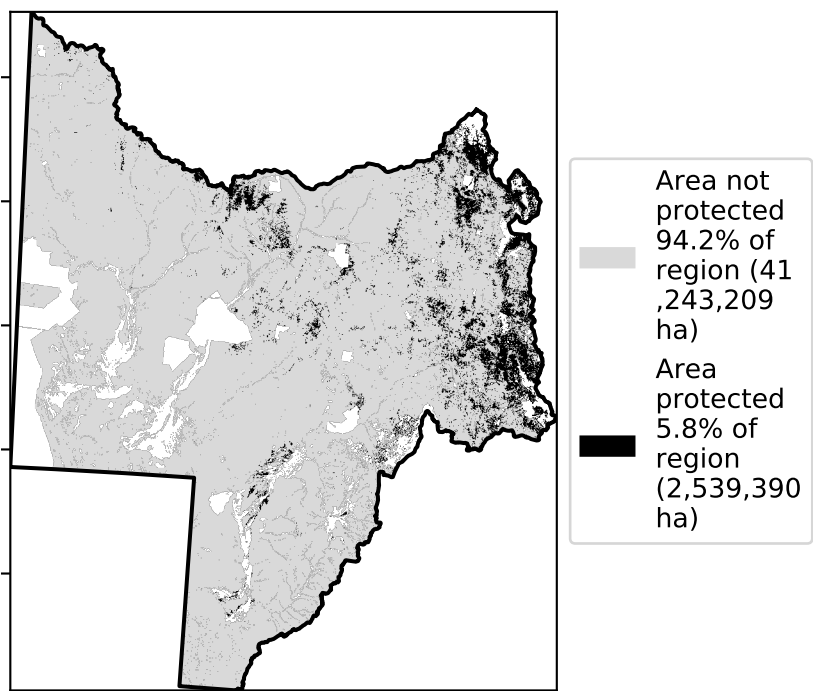 Area not
protected
94.2% of
region (41
,243,209
ha)
Area
protected
5.8% of
region
(2,539,390
ha)